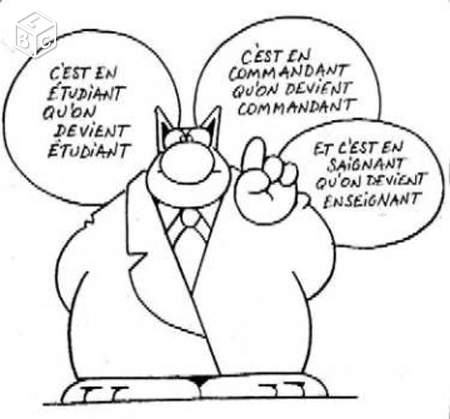 C'EST EN
ÉTUDIANT
QU'ON
DEVIENT
ÉTUDIANT
C'EST EN
COMMANDANT
QU'ON DEVIENT
COMMANDANT
ET C'EST EN
SAIGNANT
QU'ON DEVIENT
ENSEIGNANT